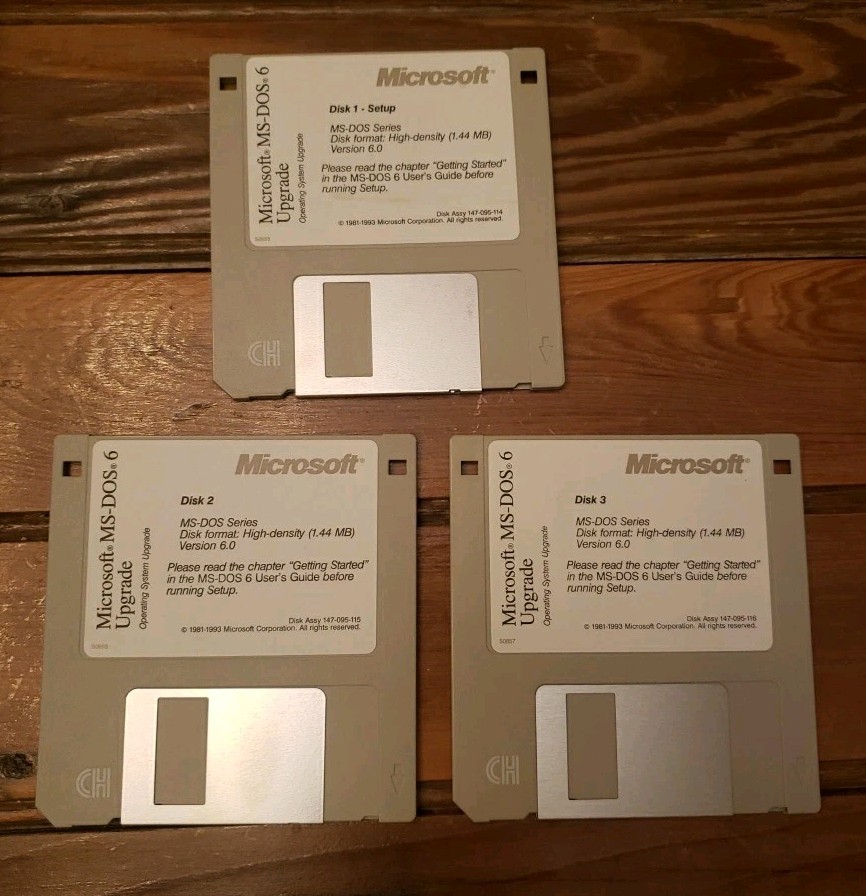 Microsoft® MS-DOS® 6
Upgrade
Operating System Upgrade
Microsoft®
Disk 1 - Setup
MS-DOS Series
Disk format: High-density (1.44 MB)
Version 6.0
Please read the chapter "Getting Started"
in the MS-DOS 6 User's Guide before
running Setup.
Disk Assy 147-095-114
© 1981-1993 Microsoft Corporation. All rights reserved.
Microsoft® MS-DOS® 6
Upgrade
Operating System Upgrade
Microsoft®
Disk 2
MS-DOS Series
Disk format: High-density (1.44 MB)
Version 6.0
Please read the chapter "Getting Started"
in the MS-DOS 6 User's Guide before
running Setup.
Disk Assy 147-095-115
© 1981-1993 Microsoft Corporation. All rights reserved.
Microsoft® MS-DOS® 6
Upgrade
Operating System Upgrade
Microsoft®
Disk 3
MS-DOS Series
Disk format: High-density (1.44 MB)
Version 6.0
Please read the chapter "Getting Started"
in the MS-DOS 6 User's Guide before
running Setup.
Disk Assy 147-095-116
© 1981-1993 Microsoft Corporation. All rights reserved.